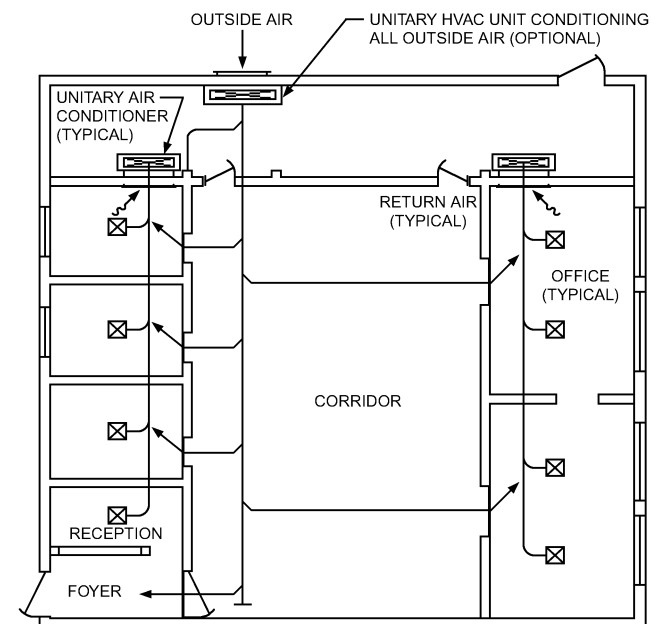 OUTSIDE AIR
UNITARY HVAC UNIT CONDITIONING
ALL OUTSIDE AIR (OPTIONAL)
UNITARY AIR
CONDITIONER
(TYPICAL)
RETURN AIR
(TYPICAL)
OFFICE
(TYPICAL)
CORRIDOR
RECEPTION
FOYER